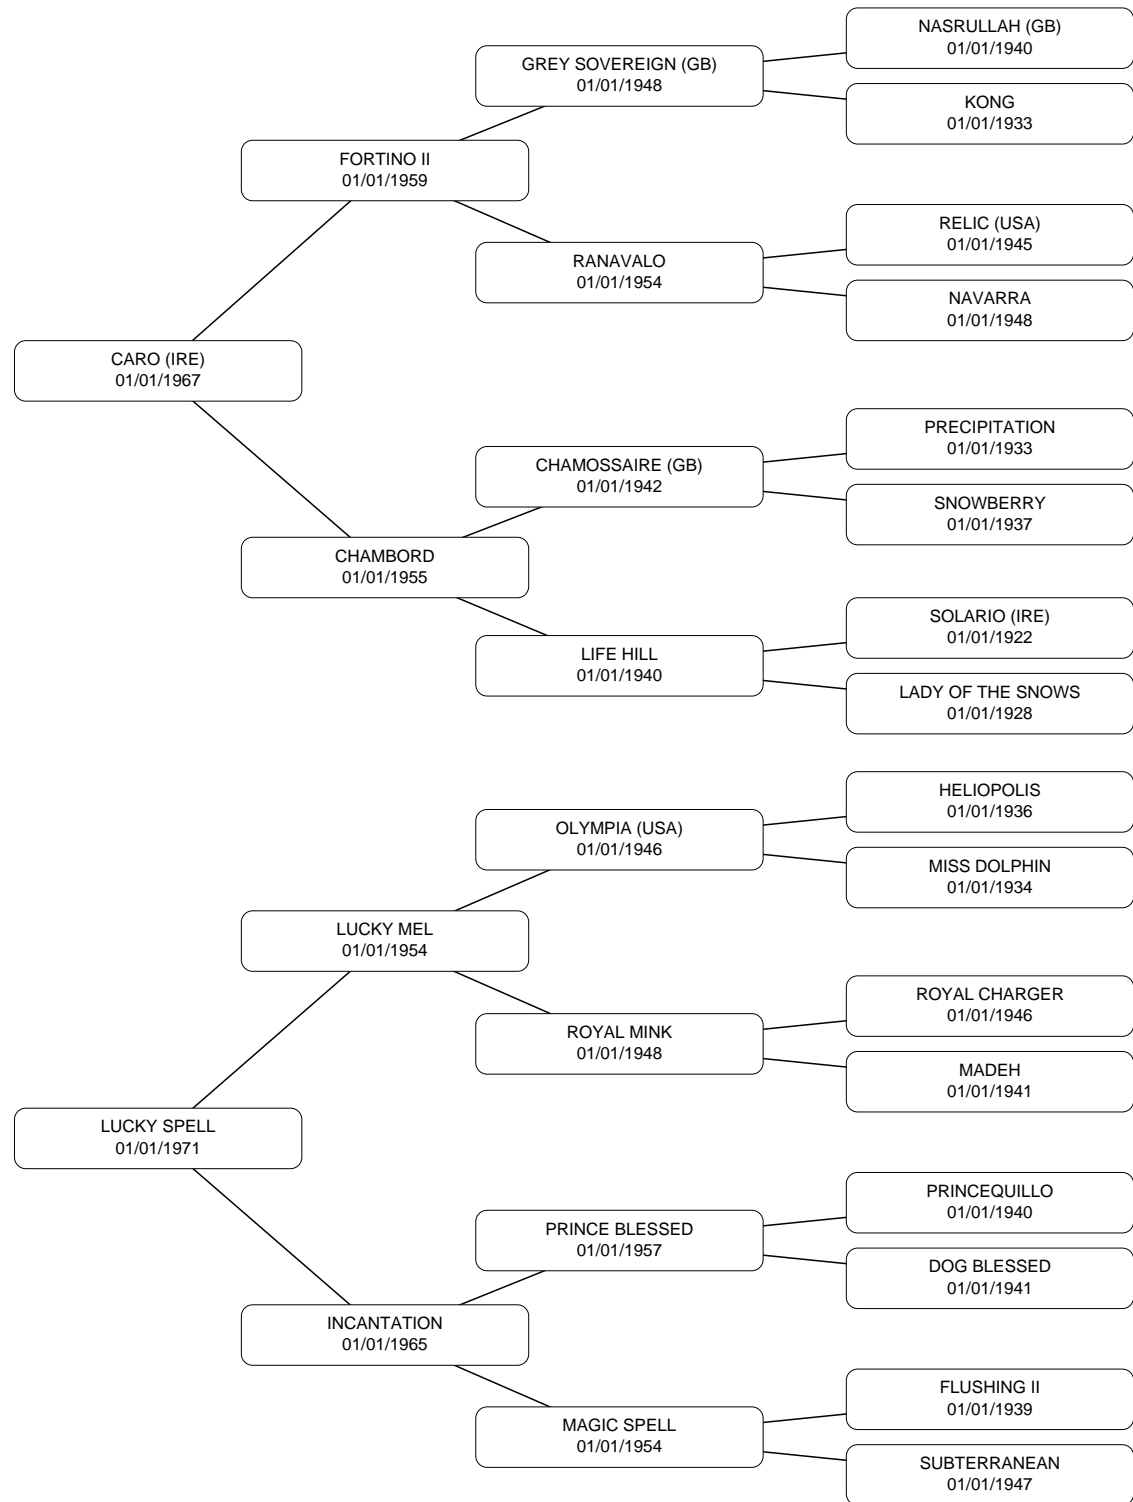 NASRULLAH (GB)
01/01/1940
GREY SOVEREIGN (GB)
01/01/1948
KONG
01/01/1933
FORTINO II
01/01/1959
RELIC (USA)
01/01/1945
RANAVALO
01/01/1954
NAVARRA
01/01/1948
CARO (IRE)
01/01/1967
PRECIPITATION
01/01/1933
CHAMOSSAIRE (GB)
01/01/1942
SNOWBERRY
01/01/1937
CHAMBORD
01/01/1955
SOLARIO (IRE)
01/01/1922
LIFE HILL
01/01/1940
LADY OF THE SNOWS
01/01/1928
HELIOPOLIS
01/01/1936
OLYMPIA (USA)
01/01/1946
MISS DOLPHIN
01/01/1934
LUCKY MEL
01/01/1954
ROYAL CHARGER
01/01/1946
ROYAL MINK
01/01/1948
MADEH
01/01/1941
LUCKY SPELL
01/01/1971
PRINCEQUILLO
01/01/1940
PRINCE BLESSED
01/01/1957
DOG BLESSED
01/01/1941
INCANTATION
01/01/1965
FLUSHING II
01/01/1939
MAGIC SPELL
01/01/1954
SUBTERRANEAN
01/01/1947